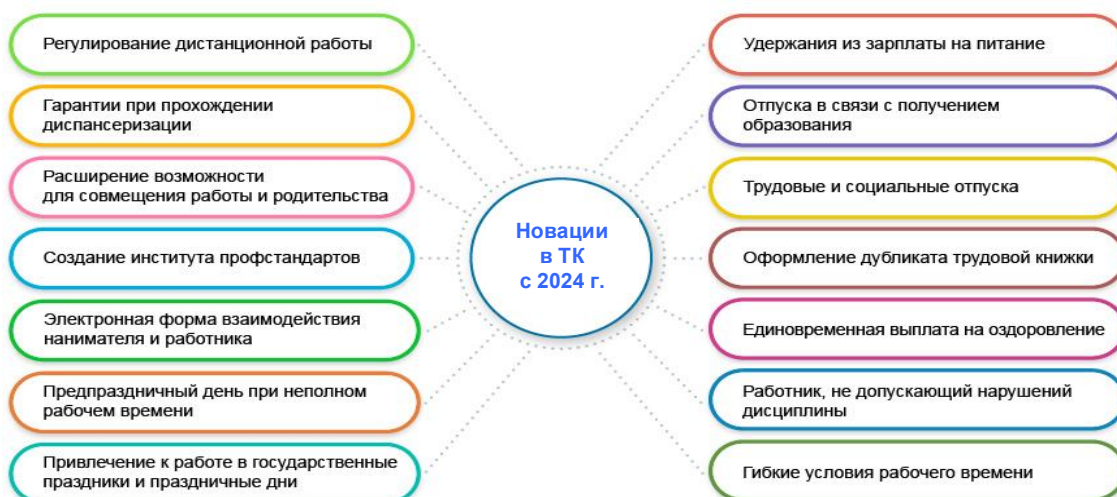 Регулирование дистанционной работы
Гарантии при прохождении
диспансеризации
Расширение возможности
для совмещения работы и родительства
Создание института профстандартов
Электронная форма взаимодействия
нанимателя и работника
Предпраздничный день при неполном
рабочем времени
Привлечение к работе в государственные
праздники и праздничные дни
Новации
в ТК
с 2024 г.
Удержания из зарплаты на питание
Отпуска в связи с получением
образования
Трудовые и социальные отпуска
Оформление дубликата трудовой книжки
Единовременная выплата на оздоровление
Работник, не допускающий нарушений
дисциплины
Гибкие условия рабочего времени